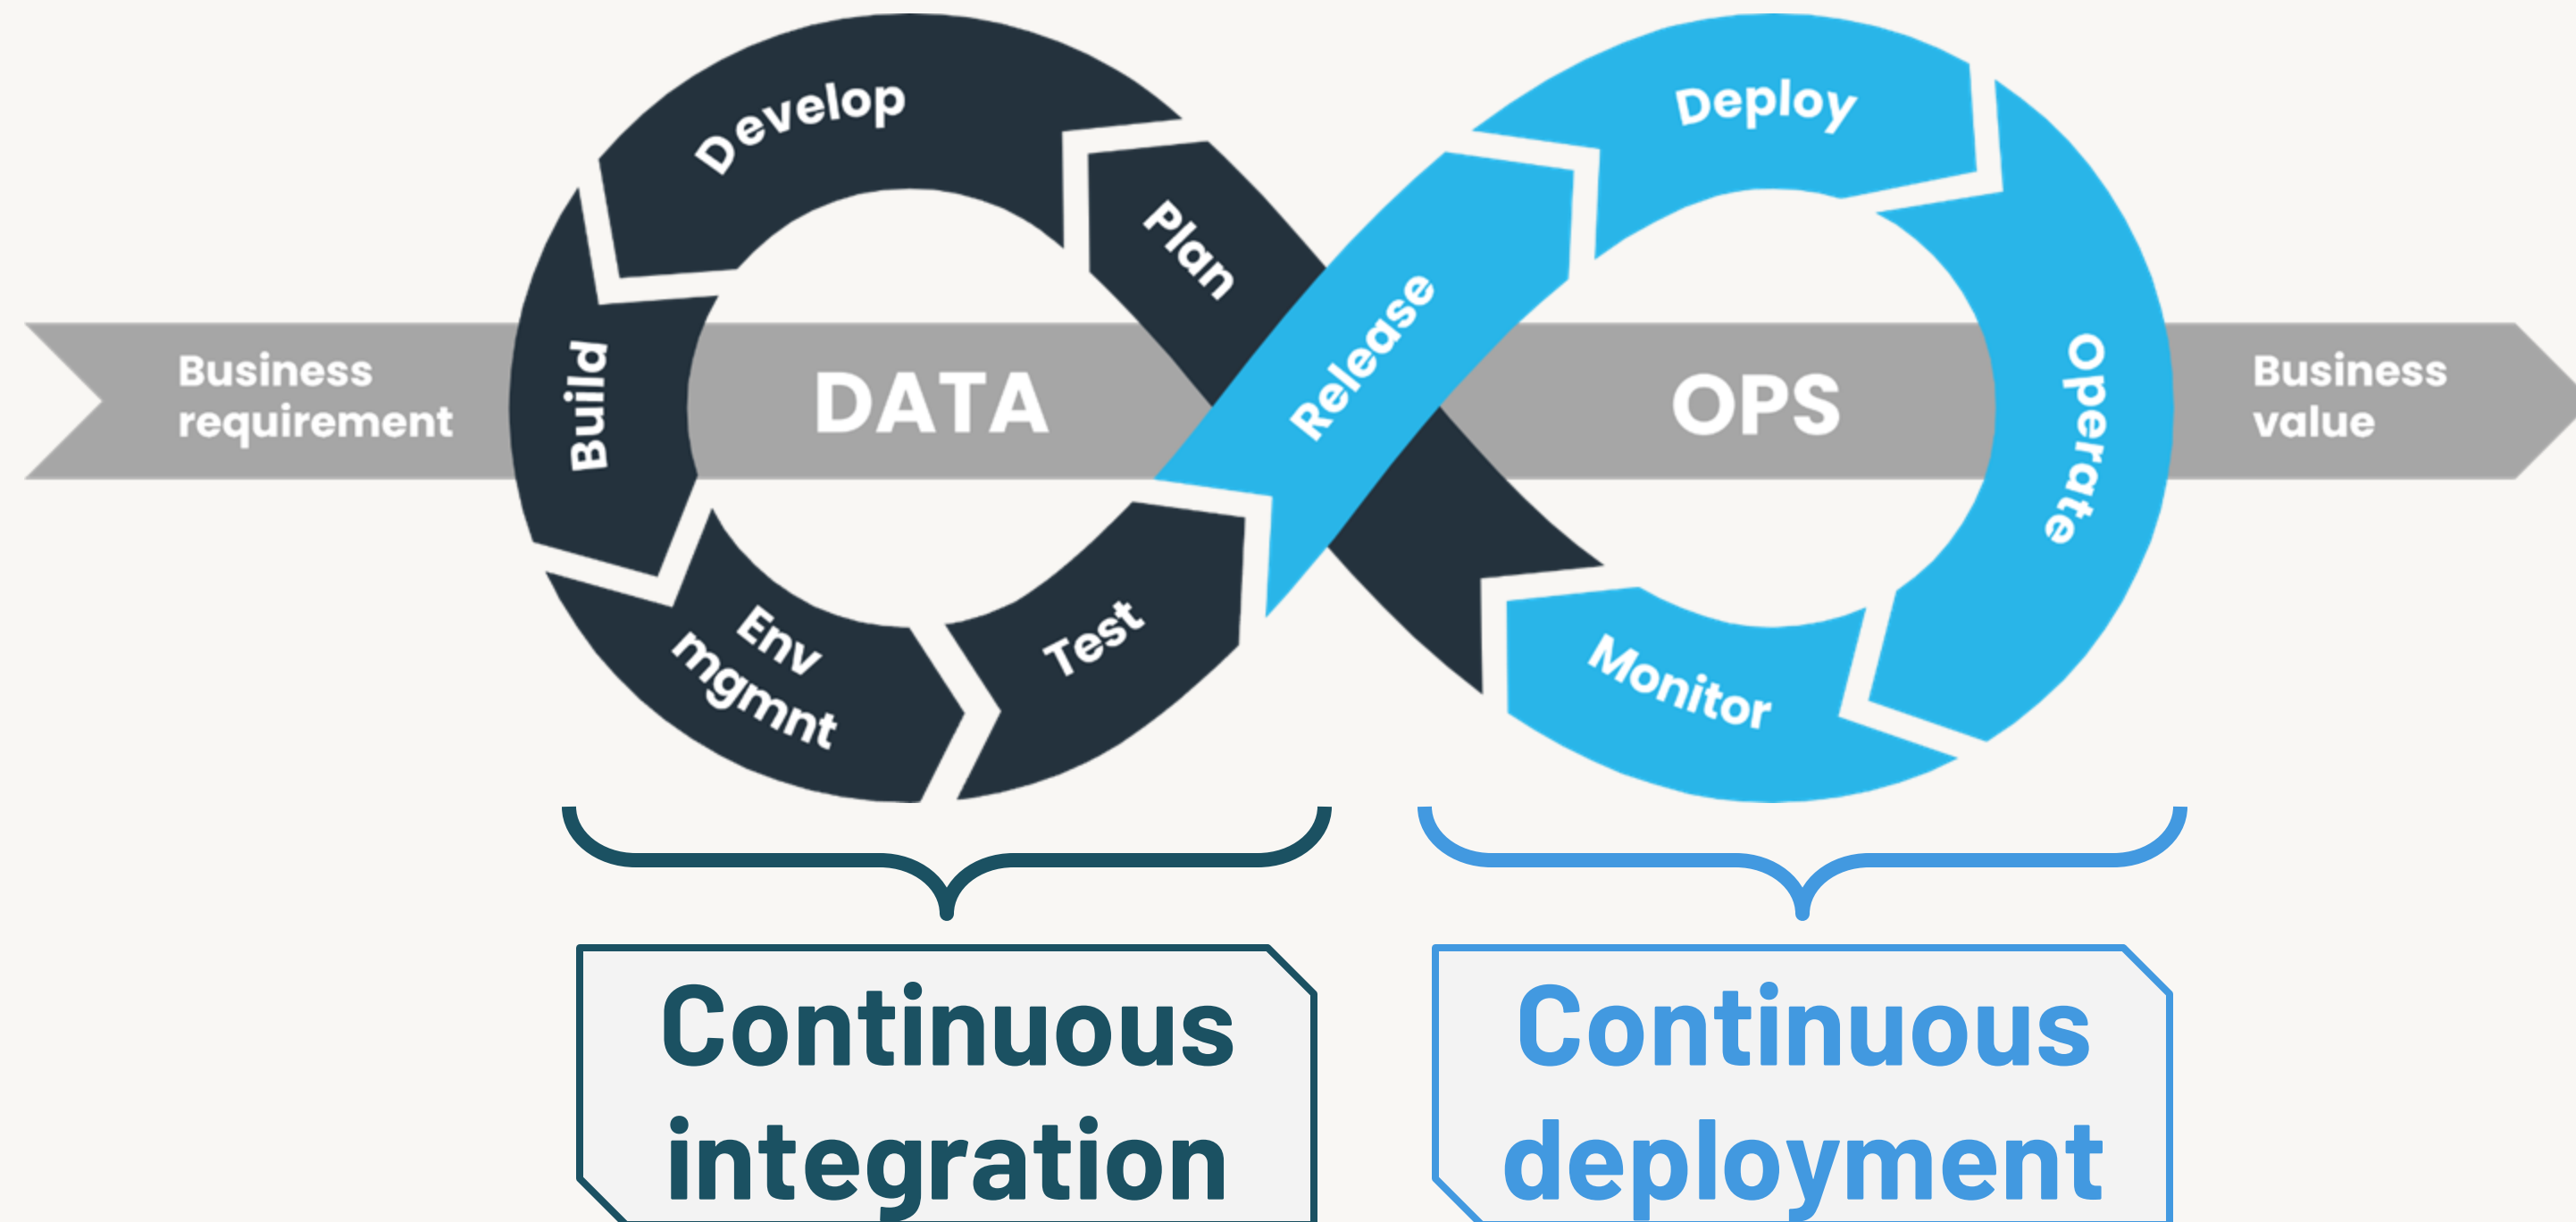 Develop
Plan
Deploy
Build
Business
requirement
DATA
Release
OPS
Operate
Business
value
Env
mgmnt
Test
Monitor
Continuous
integration
Continuous
deployment